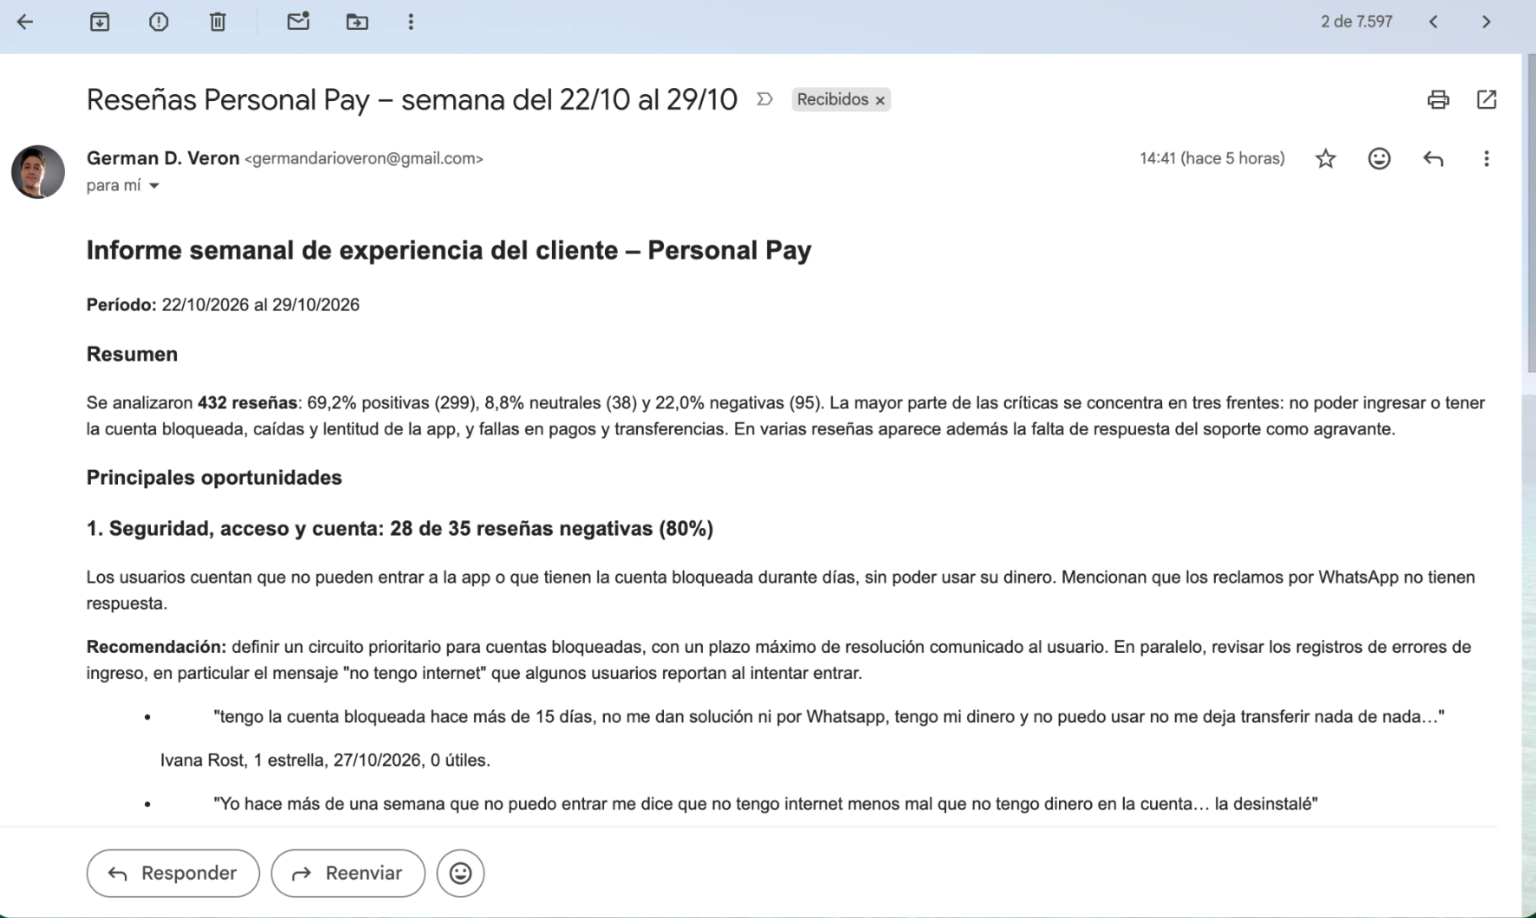 2 de 7.597
Reseñas Personal Pay – semana del 22/10 al 29/10
Recibidos x
German D. Veron <germandarioveron@gmail.com>
14:41 (hace 5 horas)
para mí
Informe semanal de experiencia del cliente – Personal Pay
Período: 22/10/2026 al 29/10/2026
Resumen
Se analizaron 432 reseñas: 69,2% positivas (299), 8,8% neutrales (38) y 22,0% negativas (95). La mayor parte de las críticas se concentra en tres frentes: no poder ingresar o tener
la cuenta bloqueada, caídas y lentitud de la app, y fallas en pagos y transferencias. En varias reseñas aparece además la falta de respuesta del soporte como agravante.
Principales oportunidades
1. Seguridad, acceso y cuenta: 28 de 35 reseñas negativas (80%)
Los usuarios cuentan que no pueden entrar a la app o que tienen la cuenta bloqueada durante días, sin poder usar su dinero. Mencionan que los reclamos por WhatsApp no tienen
respuesta.
Recomendación: definir un circuito prioritario para cuentas bloqueadas, con un plazo máximo de resolución comunicado al usuario. En paralelo, revisar los registros de errores de
ingreso, en particular el mensaje "no tengo internet" que algunos usuarios reportan al intentar entrar.
• "tengo la cuenta bloqueada hace más de 15 días, no me dan solución ni por Whatsapp, tengo mi dinero y no puedo usar no me deja transferir nada de nada…"
Ivana Rost, 1 estrella, 27/10/2026, 0 útiles.
• "Yo hace más de una semana que no puedo entrar me dice que no tengo internet menos mal que no tengo dinero en la cuenta… la desinstalé"
Responder
Reenviar